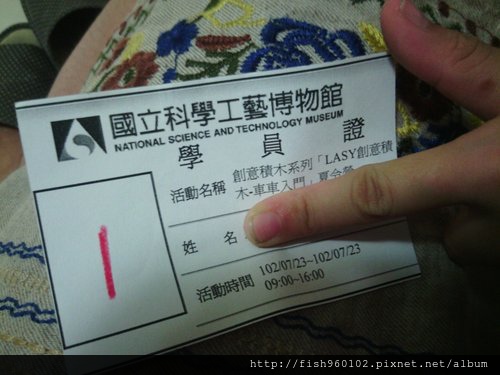 國立科學工藝博物館
NATIONAL SCIENCE AND TECHNOLOGY MUSEUM
學員證
1
活動名稱 創意積木系列「LASY創意積
木-車車入門」夏令營
姓名
活動時間 102/07/23~102/07/23
09:00~16:00
http://fish960102.pixnet.net/album